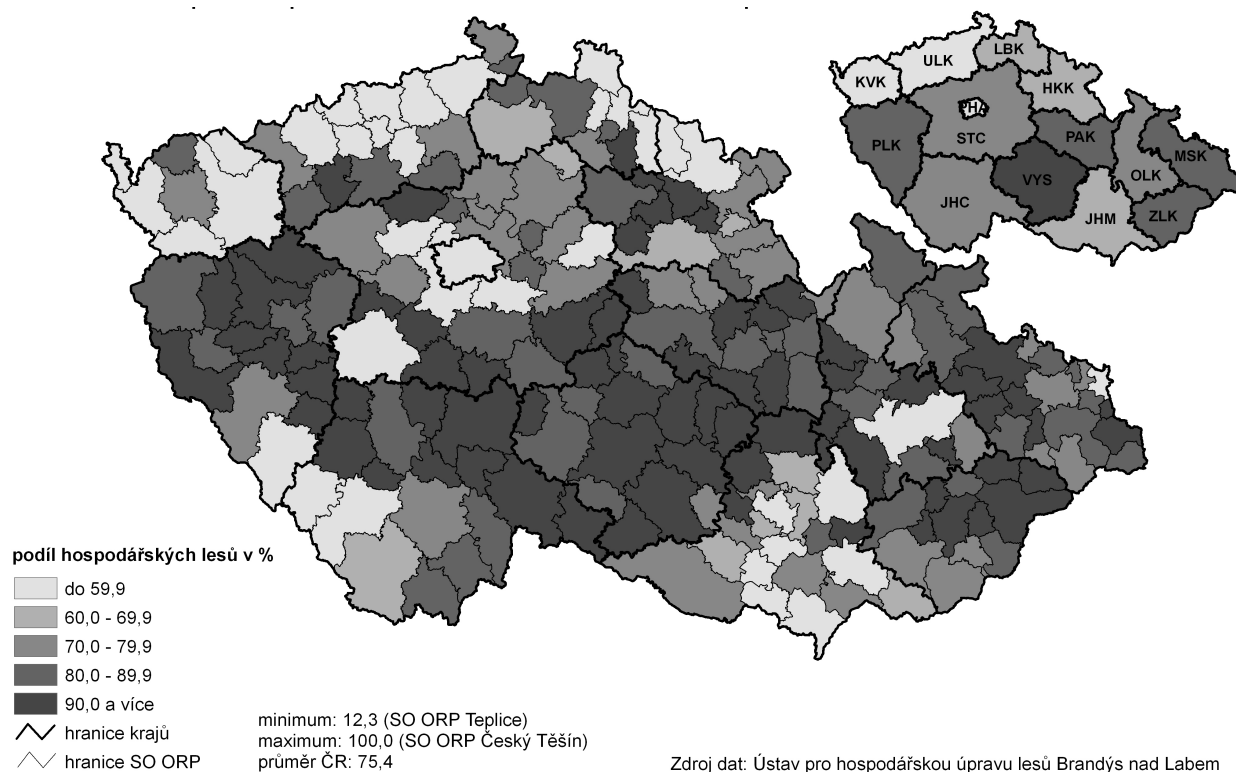 LBK
ULK
KVK
HKK
PHA
STC
PAK
PLK
MSK
OLK
VYS
JHC
JHM
ZLK
podíl hospodářských lesů v %
do 59,9
60,0 - 69,9
70,0 - 79,9
80,0 - 89,9
90,0 a více
hranice krajů
hranice SO ORP
minimum: 12,3 (SO ORP Teplice)
maximum: 100,0 (SO ORP Český Těšín)
průměr ČR: 75,4
Zdroj dat: Ústav pro hospodářskou úpravu lesů Brandýs nad Labem